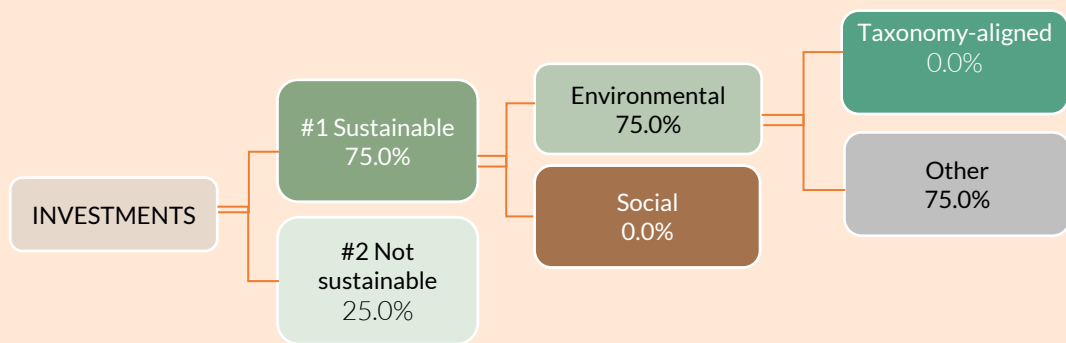 INVESTMENTS
#1 Sustainable
75.0%
#2 Not
sustainable
25.0%
Environmental
75.0%
Social
0.0%
Taxonomy-aligned
0.0%
Other
75.0%